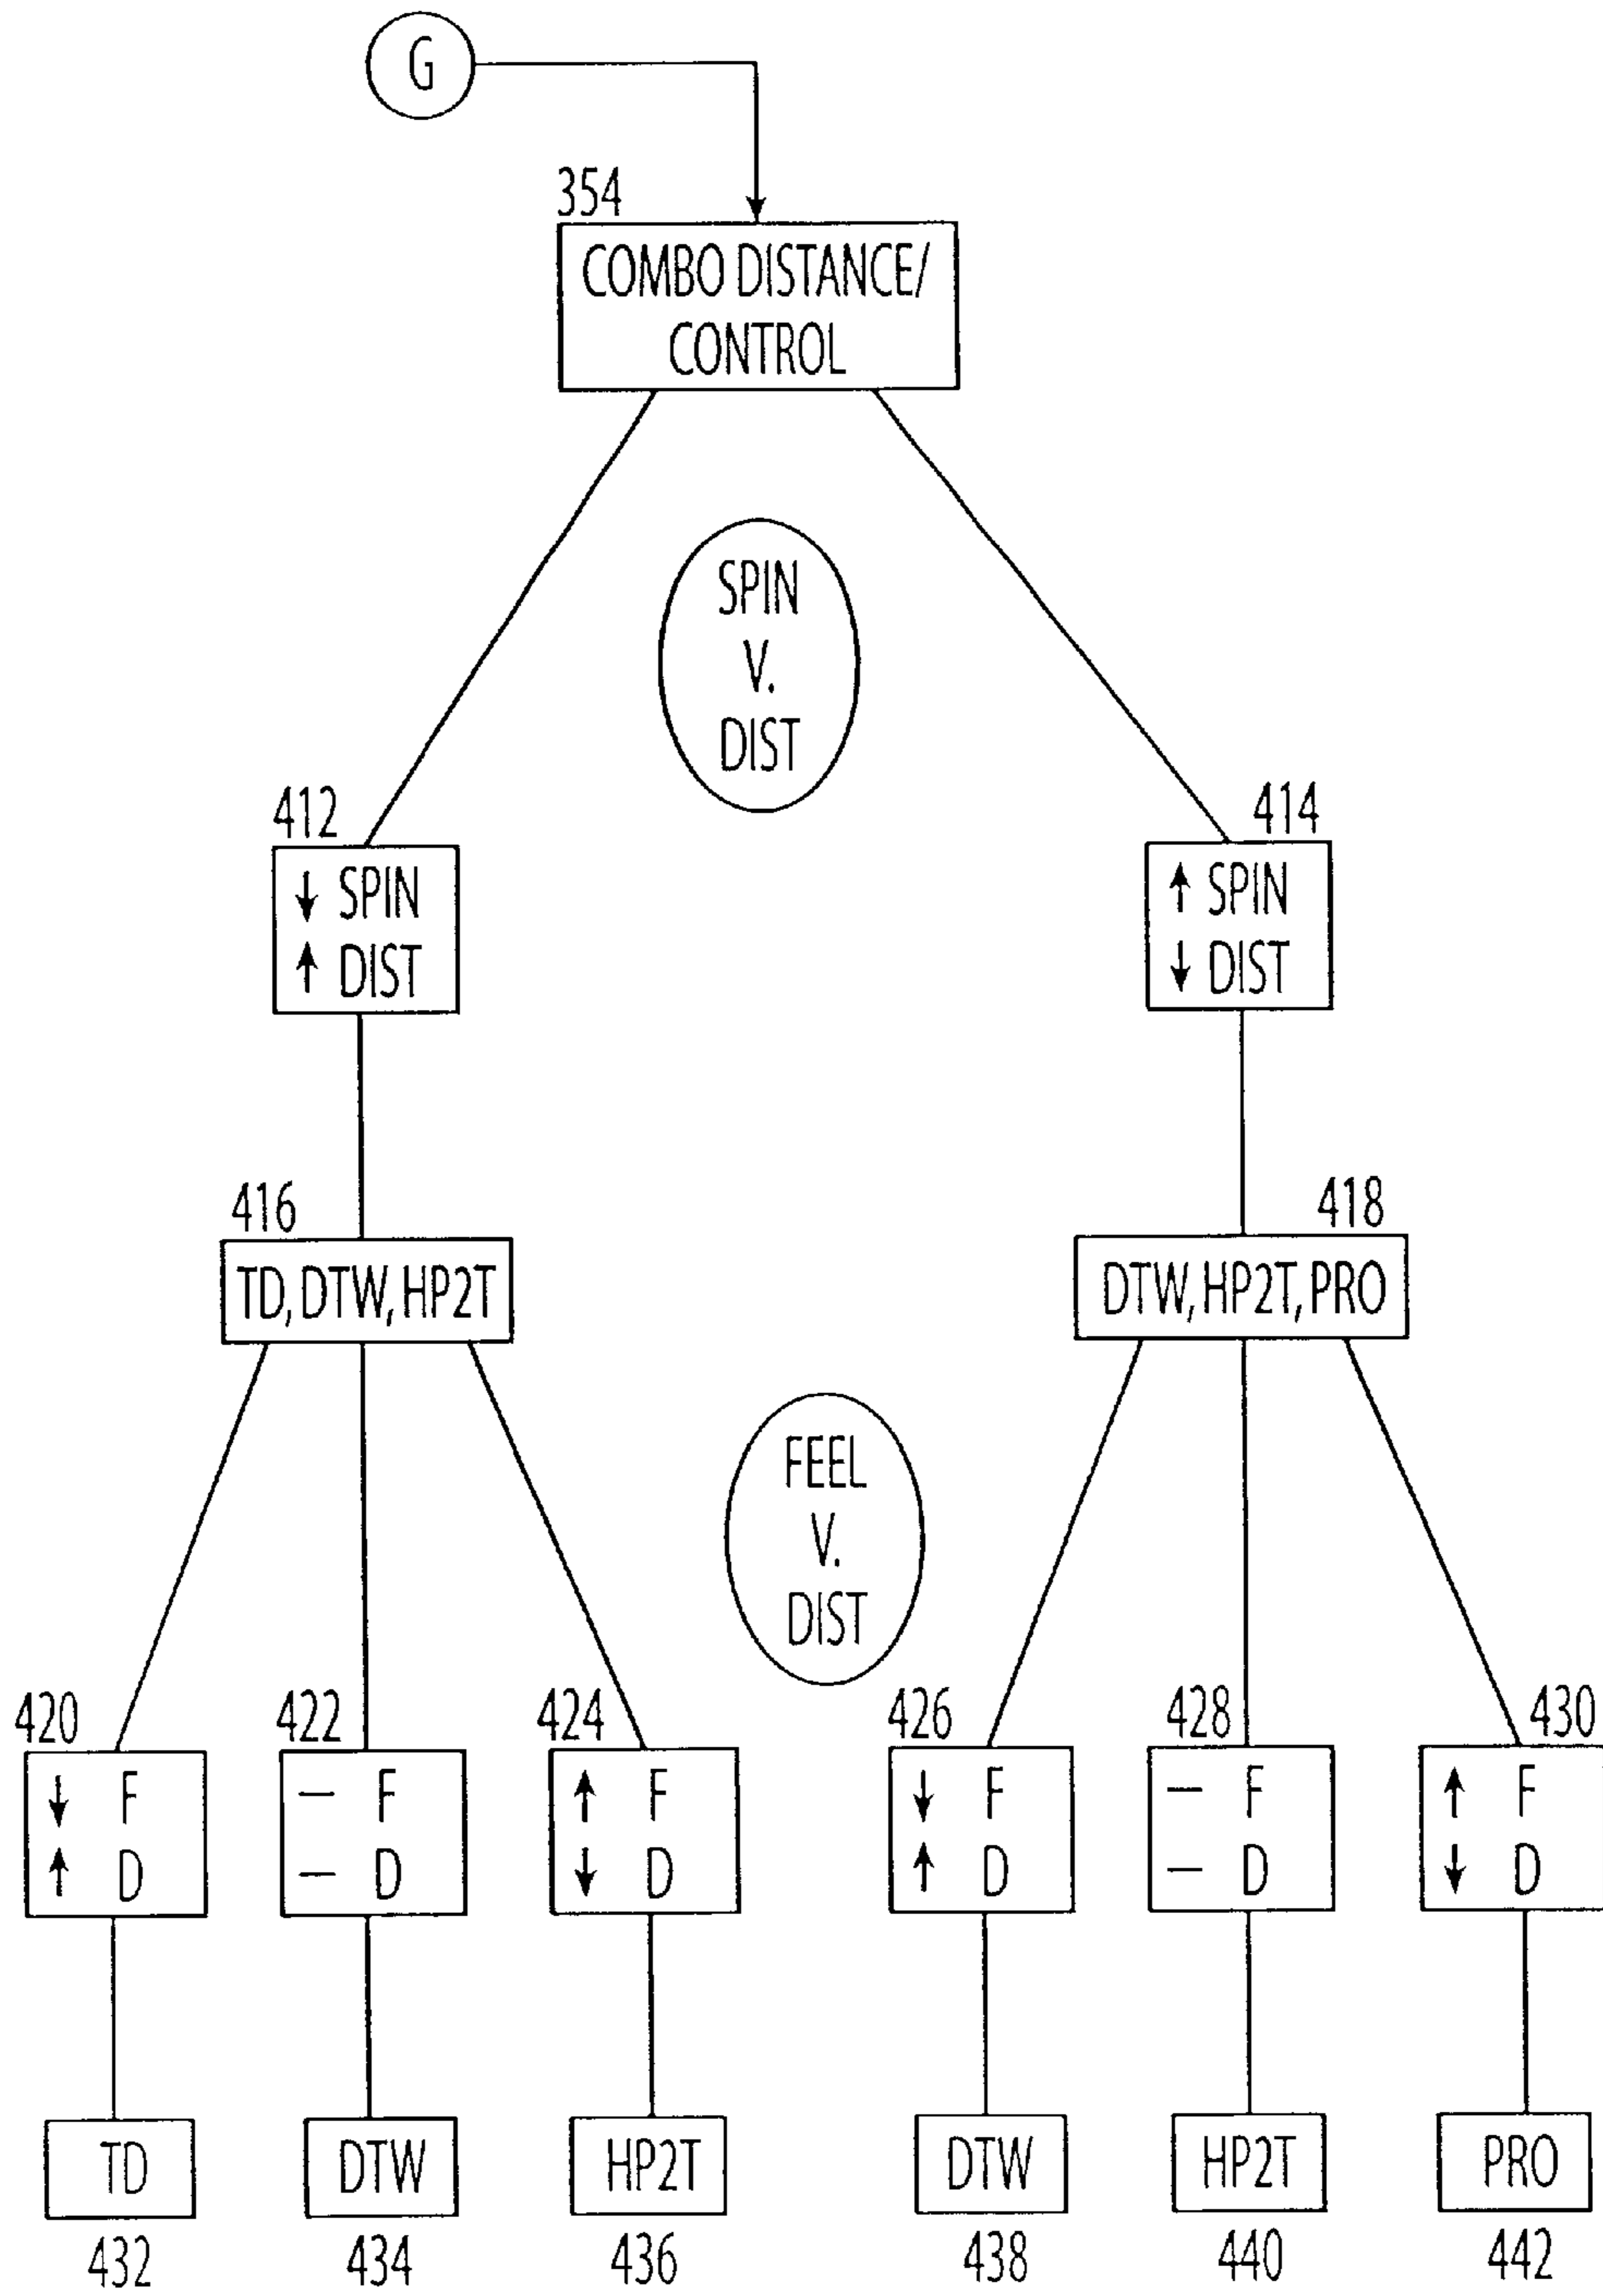 G
354
COMBO DISTANCE/
CONTROL
SPIN
V.
DIST
412
↓ SPIN
↑ DIST
414
↑ SPIN
↓ DIST
416
TD, DTW, HP2T
418
DTW, HP2T, PRO
FEEL
V.
DIST
420
↓ F
↑ D
422
— F
— D
424
↑ F
↓ D
426
↓ F
↑ D
428
— F
— D
430
↑ F
↓ D
TD
432
DTW
434
HP2T
436
DTW
438
HP2T
440
PRO
442